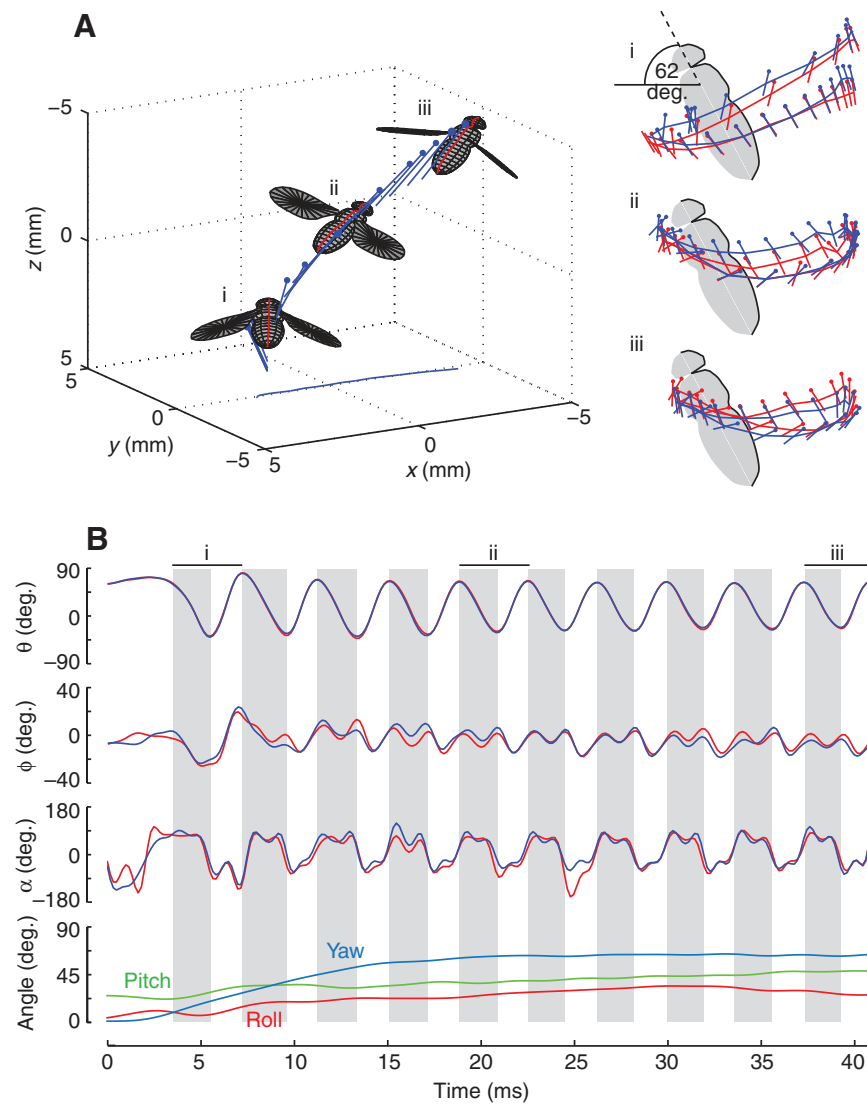 A
−5
0
5
z (mm)
5
0
−5
y (mm)
5
0
−5
x (mm)
i
ii
iii
i
62
deg.
ii
iii
B
i
ii
iii
90
0
−90
θ (deg.)
40
0
−40
ϕ (deg.)
180
0
−180
α (deg.)
90
45
0
Angle (deg.)
Yaw
Pitch
Roll
0
5
10
15
20
25
30
35
40
Time (ms)